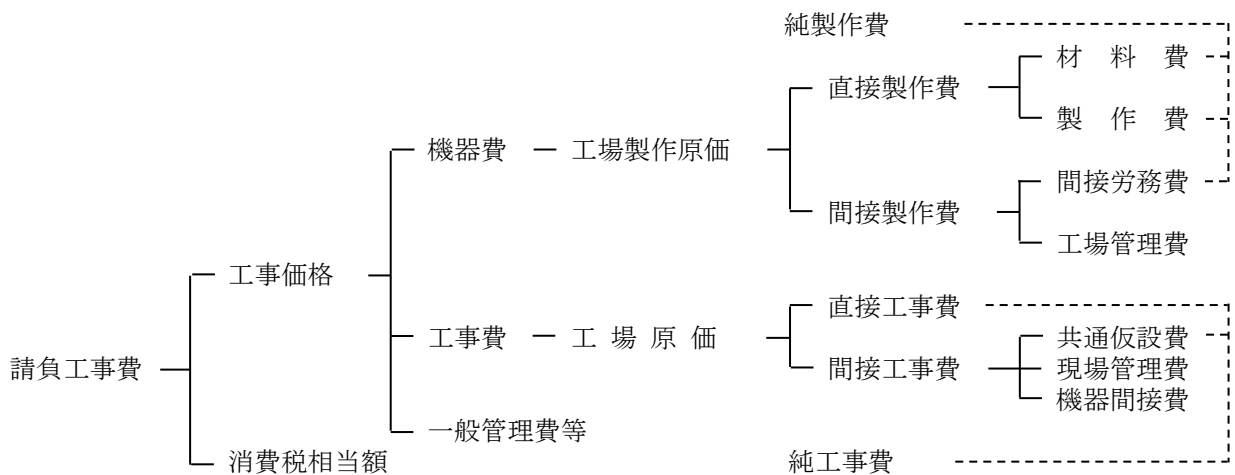 純製作費
材料費
直接製作費
製作費
機器費 工場製作原価
間接労務費
間接製作費
工場管理費
工事価格
直接工事費
工事費 工場原価
共通仮設費
請負工事費
間接工事費 現場管理費
機器間接費
一般管理費等
消費税相当額 純工事費